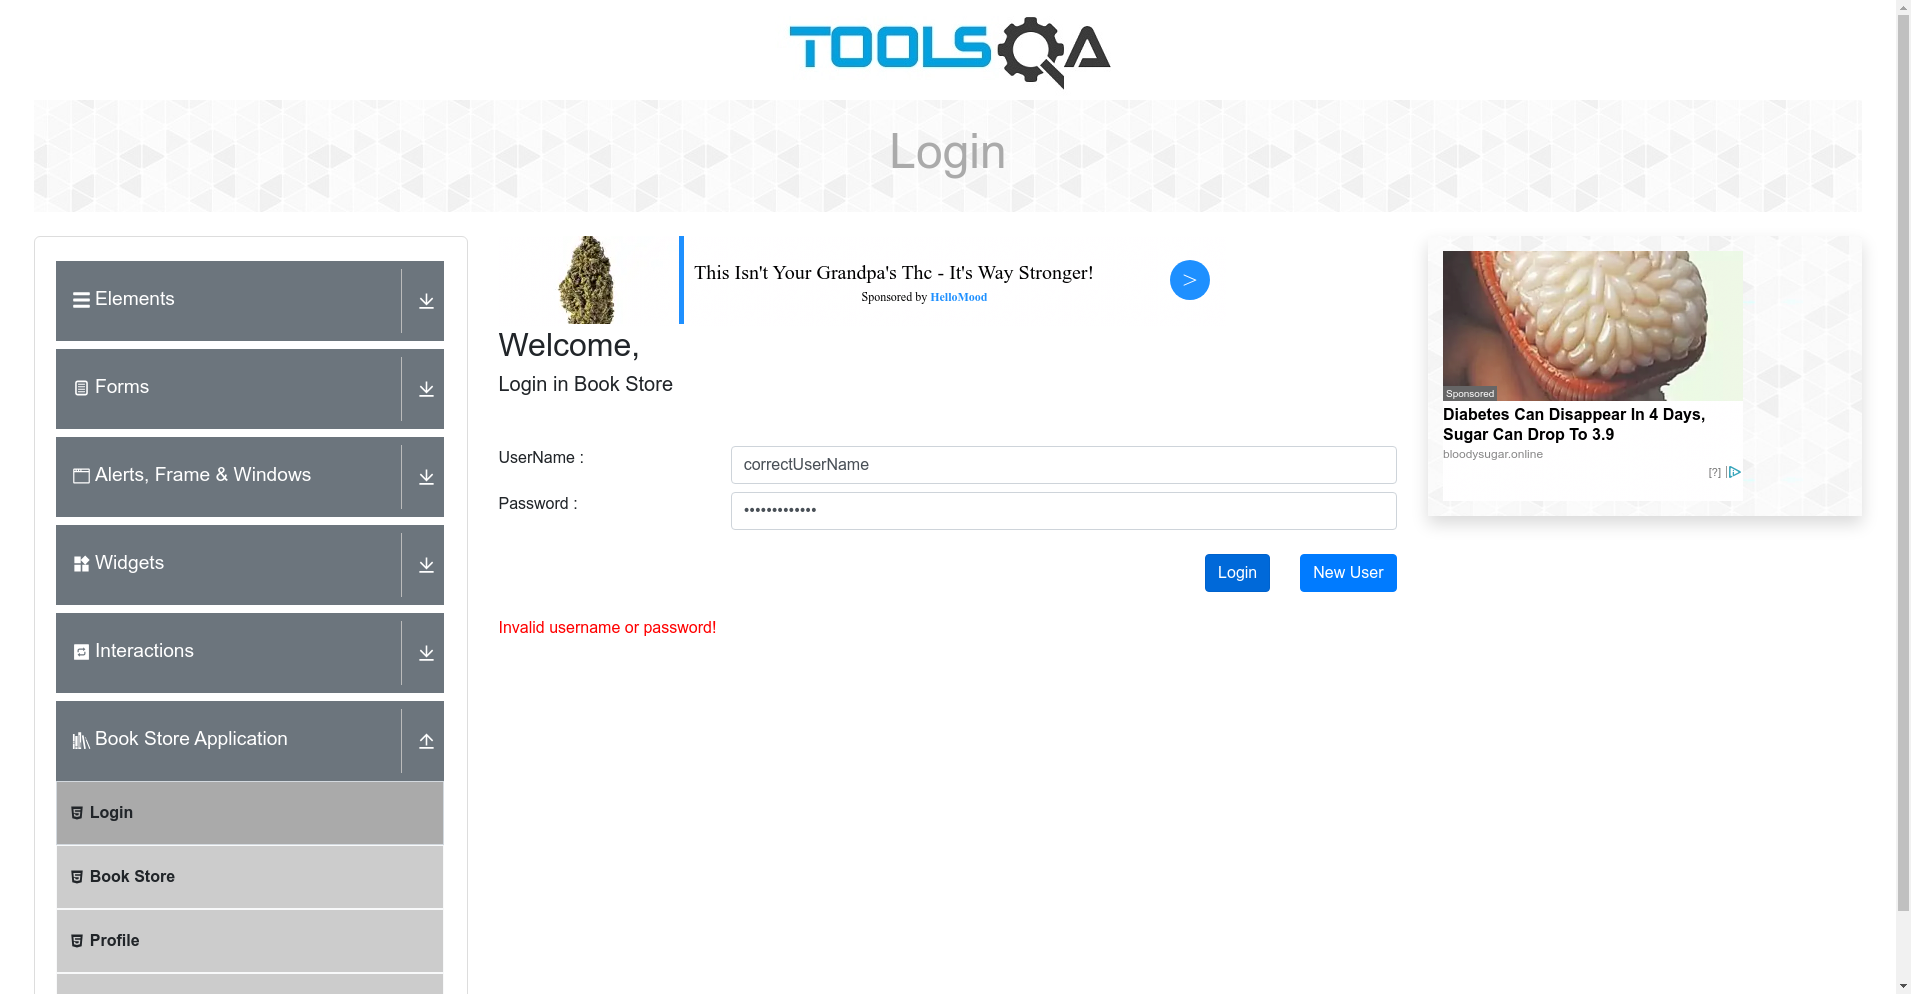 TOOLSQA
Login
Elements
Forms
Alerts, Frame & Windows
Widgets
Interactions
Book Store Application
Login
Book Store
Profile
This Isn't Your Grandpa's Thc - It's Way Stronger!
Sponsored by HelloMood
>
Welcome,
Login in Book Store
UserName :
correctUserName
Password :
•••••••••••••
Login
New User
Invalid username or password!
Sponsored
Diabetes Can Disappear In 4 Days,
Sugar Can Drop To 3.9
bloodysugar.online
[?]